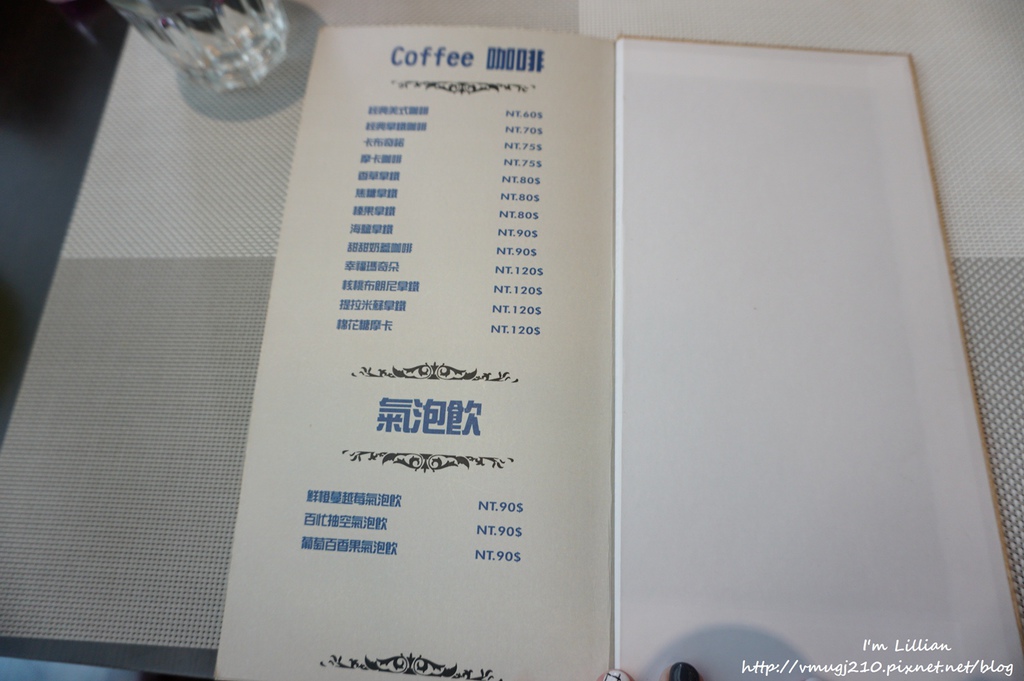 Coffee 咖啡
經典美式咖啡 NT.60$
經典拿鐵咖啡 NT.70$
卡布奇諾 NT.75$
摩卡咖啡 NT.75$
香草拿鐵 NT.80$
焦糖拿鐵 NT.80$
榛果拿鐵 NT.80$
海鹽拿鐵 NT.90$
甜甜奶蓋咖啡 NT.90$
幸福瑪奇朵 NT.120$
核桃布朗尼拿鐵 NT.120$
提拉米蘇拿鐵 NT.120$
棉花糖摩卡 NT.120$
氣泡飲
鮮橙蔓越莓氣泡飲 NT.90$
百忙抽空氣泡飲 NT.90$
葡萄百香果氣泡飲 NT.90$
I'm Lillian
http://vmugj210.pixnet.net/blog